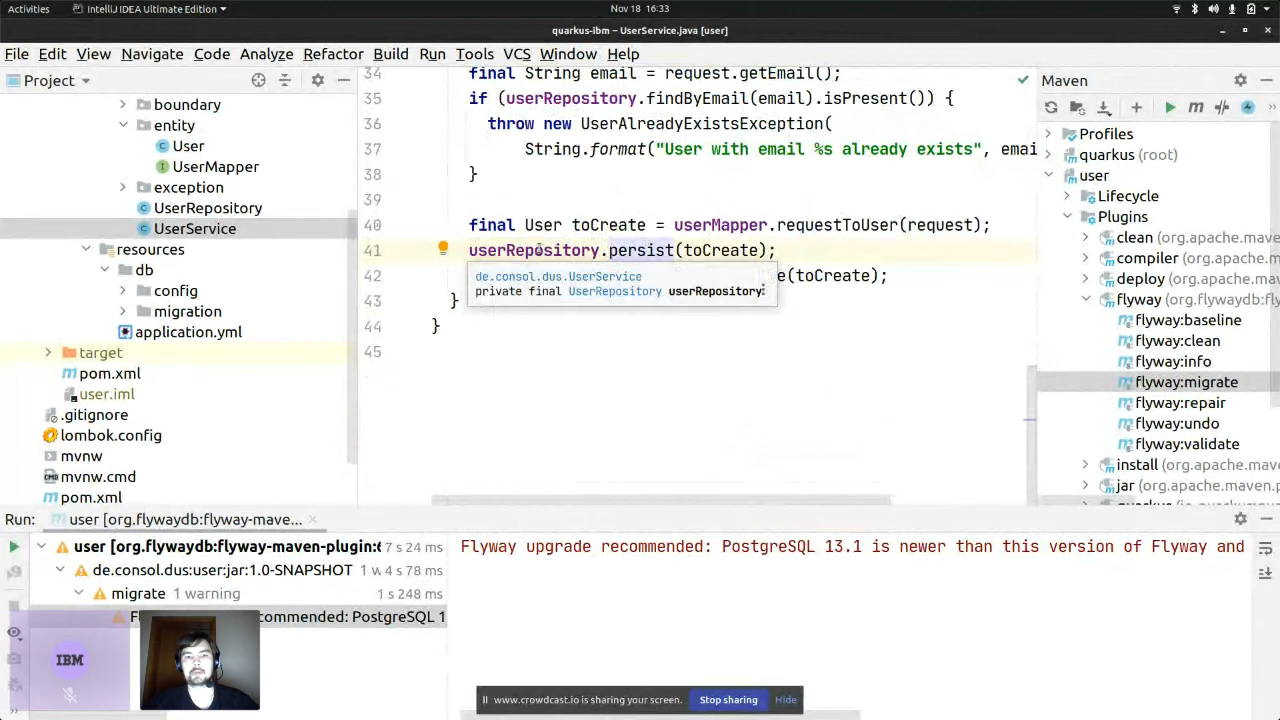 Activities
IntelliJ IDEA Ultimate Edition
Nov 18 16:33
quarkus-ibm – UserService.java [user]
File Edit View Navigate Code Analyze Refactor Build Run Tools VCS Window Help
Project
boundary
entity
User
UserMapper
exception
UserRepository
UserService
resources
db
config
migration
application.yml
target
pom.xml
user.iml
.gitignore
lombok.config
mvnw
mvnw.cmd
pom.xml
34 final String email = request.getEmail();
35 if (userRepository.findByEmail(email).isPresent()) {
36 throw new UserAlreadyExistsException(
37 String.format("User with email %s already exists", emai
38 }
39
40 final User toCreate = userMapper.requestToUser(request);
41 userRepository.persist(toCreate);
42 e(toCreate);
de.consol.dus.UserService
private final UserRepository userRepository
43 }
44 }
45
Maven
Profiles
quarkus (root)
user
Lifecycle
Plugins
clean (org.apache.
compiler (org.apac
deploy (org.apache
flyway (org.flywaydb:f
flyway:baseline
flyway:clean
flyway:info
flyway:migrate
flyway:repair
flyway:undo
flyway:validate
install (org.apache.mave
jar (org.apache.maven.p
Run: user [org.flywaydb:flyway-mave...
user [org.flywaydb:flyway-maven-plugin:6 7 s 24 ms
de.consol.dus:user:jar:1.0-SNAPSHOT 1 w 4 s 78 ms
migrate 1 warning 1 s 248 ms
commended: PostgreSQL 1
Flyway upgrade recommended: PostgreSQL 13.1 is newer than this version of Flyway and
IBM
www.crowdcast.io is sharing your screen.
Stop sharing
Hide